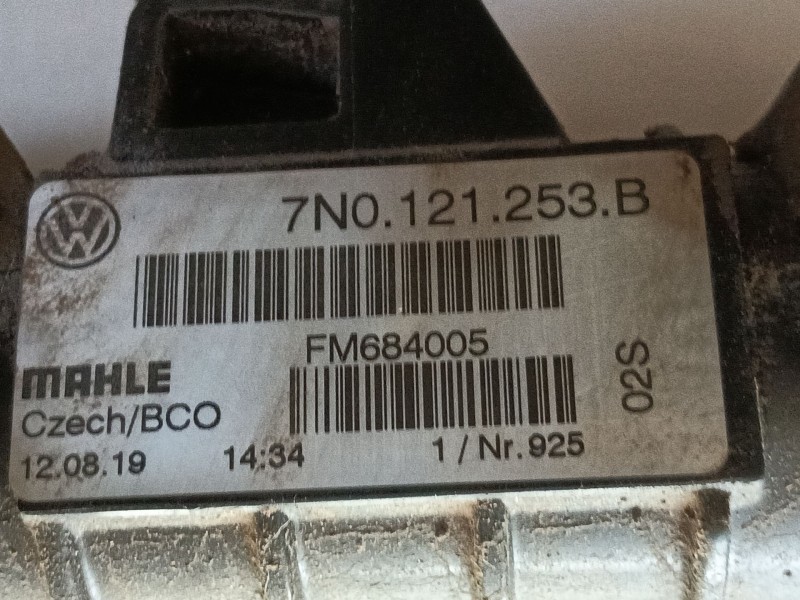 7N0.121.253.B
FM684005
02S
MAHLE
Czech/BCO
12.08.19 14:34 1 / Nr.925